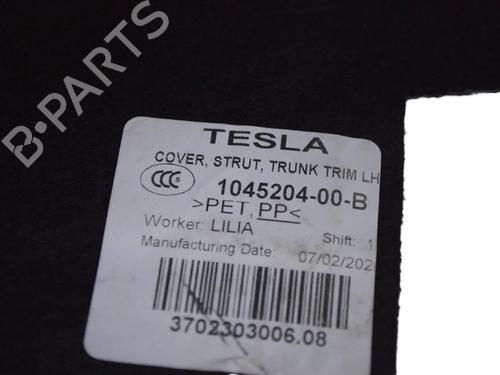 TESLA
COVER, STRUT, TRUNK TRIM LH
CCC
1045204-00-B
>PET, PP<
Worker: LILIA
Shift: 1
Manufacturing Date: 07/02/202
3702303006.08
B-PARTS